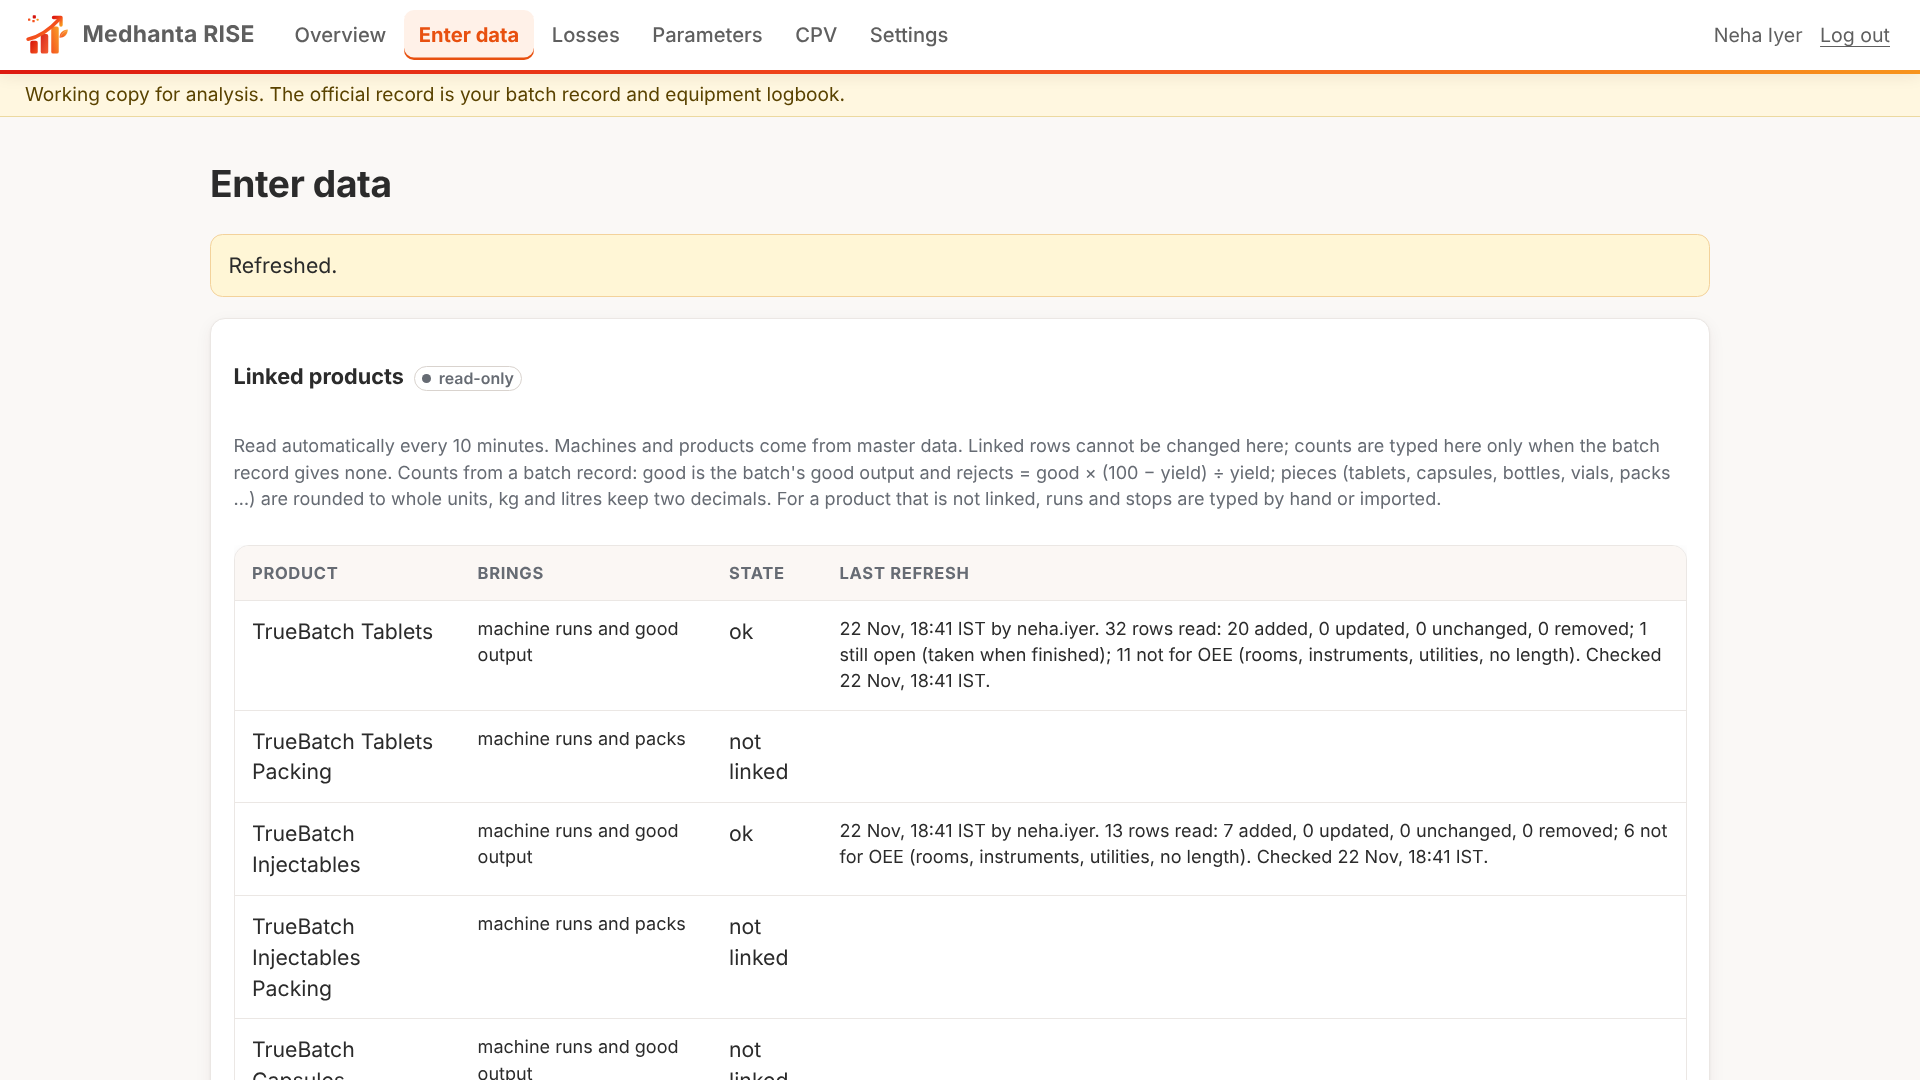 Medhanta RISE Overview Enter data Losses Parameters CPV Settings Neha Iyer Log out
Working copy for analysis. The official record is your batch record and equipment logbook.
Enter data
Refreshed.
Linked products read-only
Read automatically every 10 minutes. Machines and products come from master data. Linked rows cannot be changed here; counts are typed here only when the batch
record gives none. Counts from a batch record: good is the batch's good output and rejects = good × (100 − yield) ÷ yield; pieces (tablets, capsules, bottles, vials, packs
...) are rounded to whole units, kg and litres keep two decimals. For a product that is not linked, runs and stops are typed by hand or imported.
PRODUCT BRINGS STATE LAST REFRESH
TrueBatch Tablets
machine runs and good
output
ok
22 Nov, 18:41 IST by neha.iyer. 32 rows read: 20 added, 0 updated, 0 unchanged, 0 removed; 1
still open (taken when finished); 11 not for OEE (rooms, instruments, utilities, no length). Checked
22 Nov, 18:41 IST.
TrueBatch Tablets
Packing
machine runs and packs
not
linked
TrueBatch
Injectables
machine runs and good
output
ok
22 Nov, 18:41 IST by neha.iyer. 13 rows read: 7 added, 0 updated, 0 unchanged, 0 removed; 6 not
for OEE (rooms, instruments, utilities, no length). Checked 22 Nov, 18:41 IST.
TrueBatch
Injectables
Packing
machine runs and packs
not
linked
TrueBatch
Capsules
machine runs and good
output
not
linked